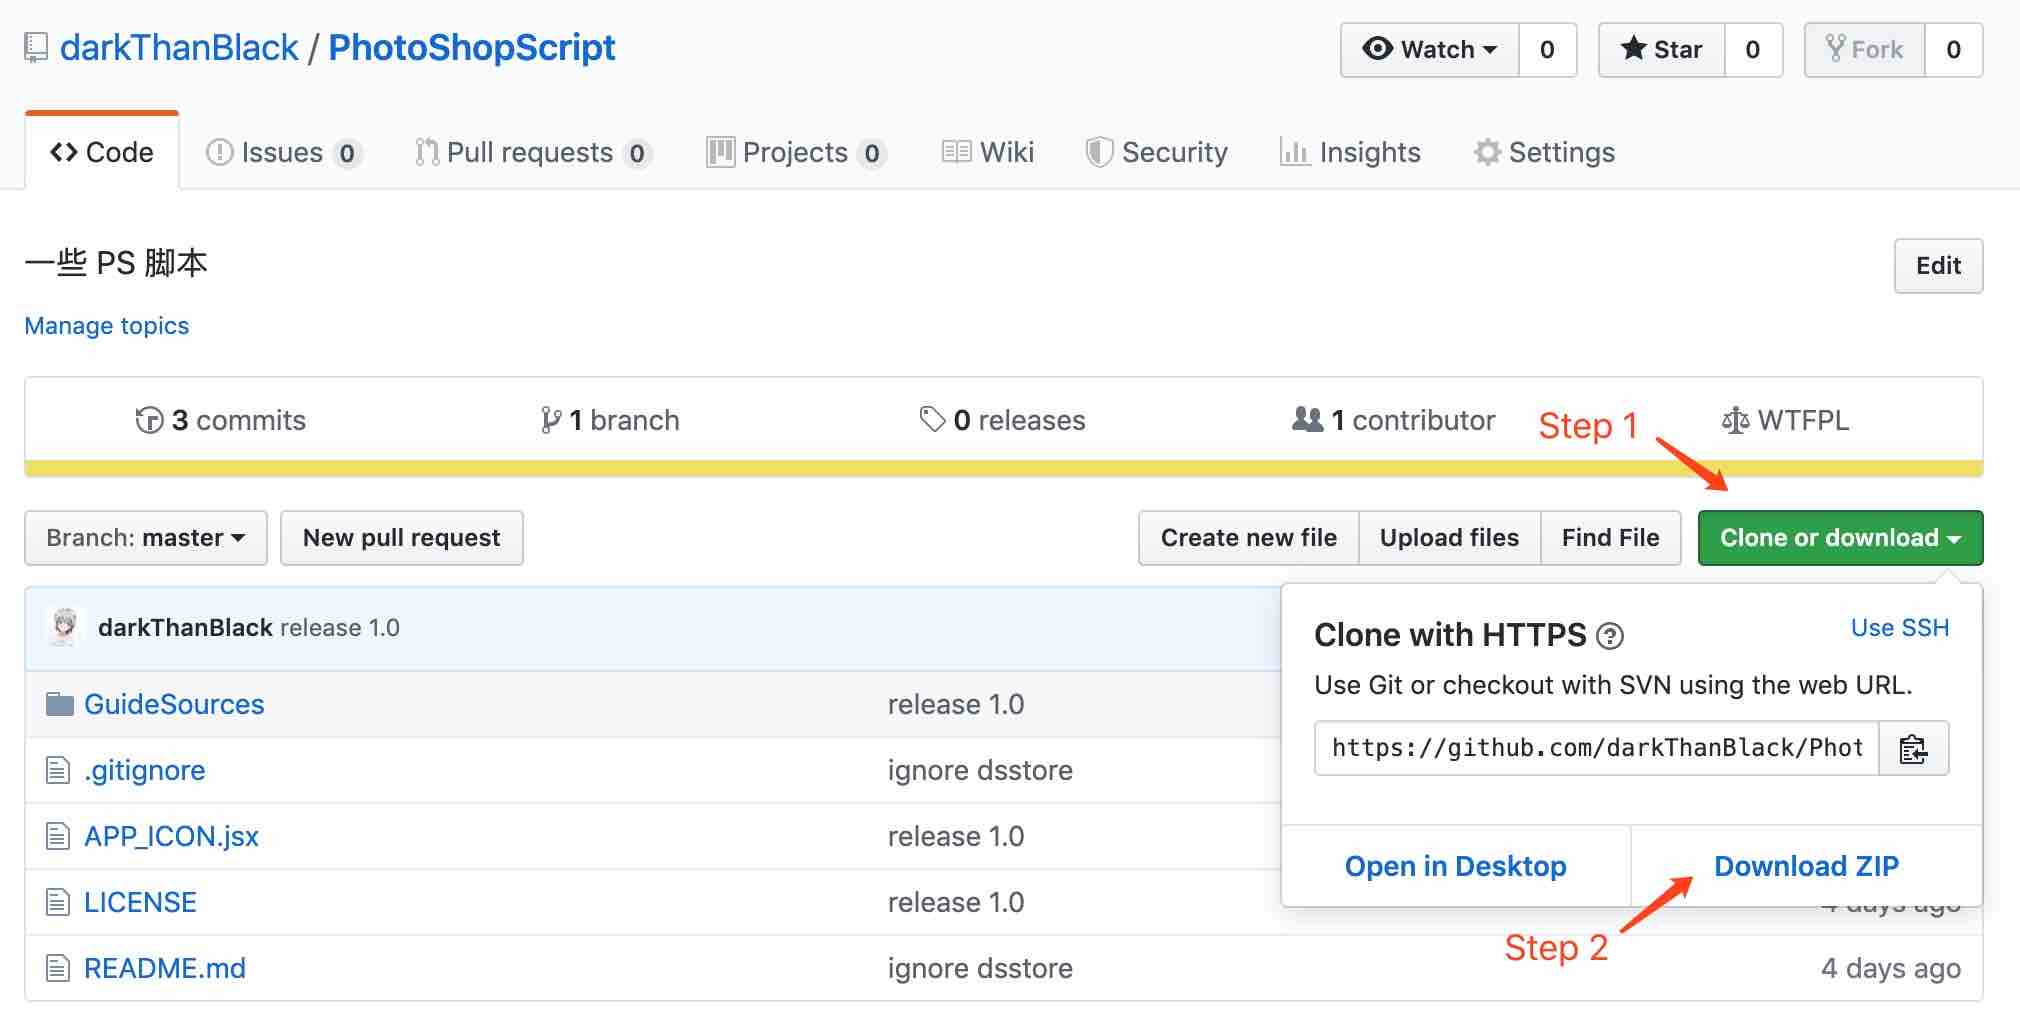 darkThanBlack / PhotoShopScript
Watch 0 Star 0 Fork 0
Code Issues 0 Pull requests 0 Projects 0 Wiki Security Insights Settings
一些 PS 脚本
Edit
Manage topics
3 commits 1 branch 0 releases 1 contributor WTFPL
Step 1
Branch: master New pull request Create new file Upload files Find File Clone or download
darkThanBlack release 1.0
Clone with HTTPS ? Use SSH
Use Git or checkout with SVN using the web URL.
https://github.com/darkThanBlack/Phot
Open in Desktop Download ZIP
Step 2
GuideSources release 1.0
.gitignore ignore dsstore
APP_ICON.jsx release 1.0
LICENSE release 1.0 4 days ago
README.md ignore dsstore 4 days ago